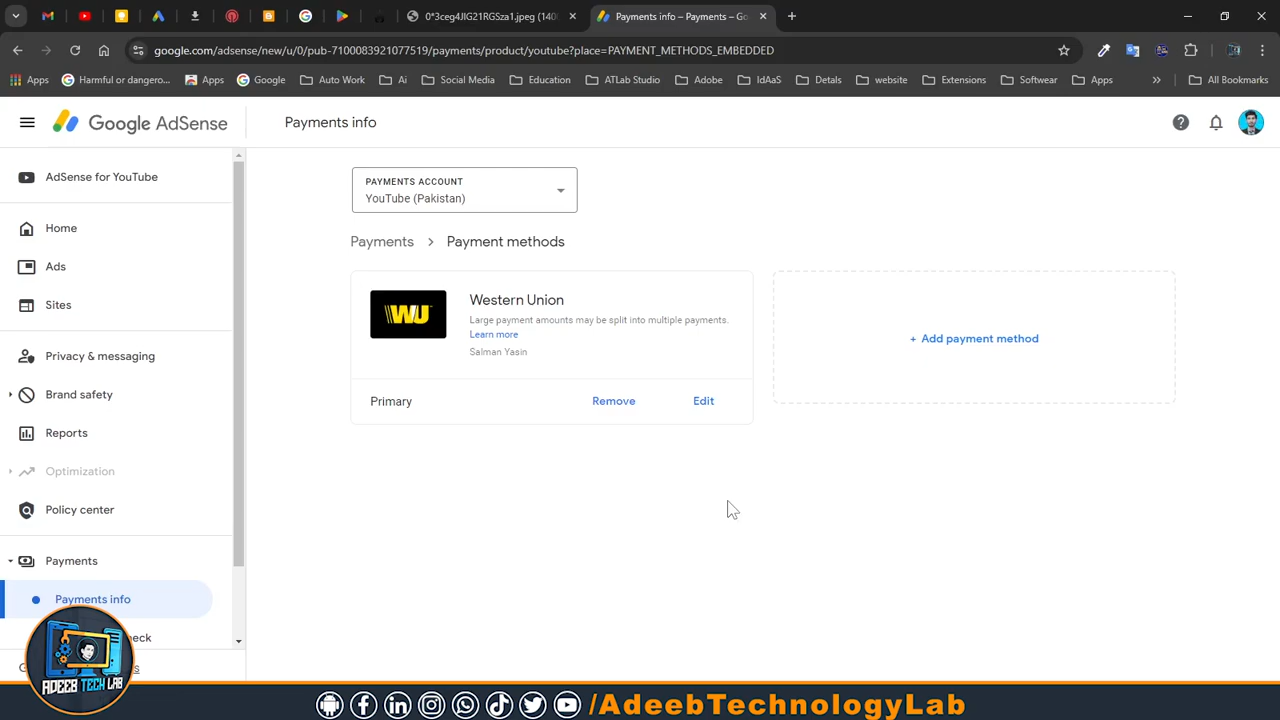 0*3ceg4JIG21RGSza1.jpeg (140
Payments info – Payments – Go
google.com/adsense/new/u/0/pub-7100083921077519/payments/product/youtube?place=PAYMENT_METHODS_EMBEDDED
Apps
Harmful or dangero...
Apps
Google
Auto Work
Ai
Social Media
Education
ATLab Studio
Adobe
IdAAS
Detals
website
Extensions
Softwear
Apps
All Bookmarks
Google AdSense
Payments info
AdSense for YouTube
Home
Ads
Sites
Privacy & messaging
Brand safety
Reports
Optimization
Policy center
Payments
Payments info
eck
PAYMENTS ACCOUNT
YouTube (Pakistan)
Payments > Payment methods
WU
Western Union
Large payment amounts may be split into multiple payments.
Learn more
Salman Yasin
Primary
Remove
Edit
+ Add payment method
ADEEB TECH LAB
/AdeebTechnologyLab